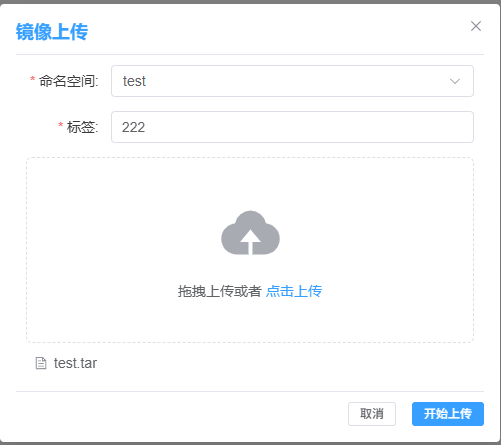 镜像上传
* 命名空间: test
* 标签: 222
拖拽上传或者 点击上传
test.tar
取消 开始上传